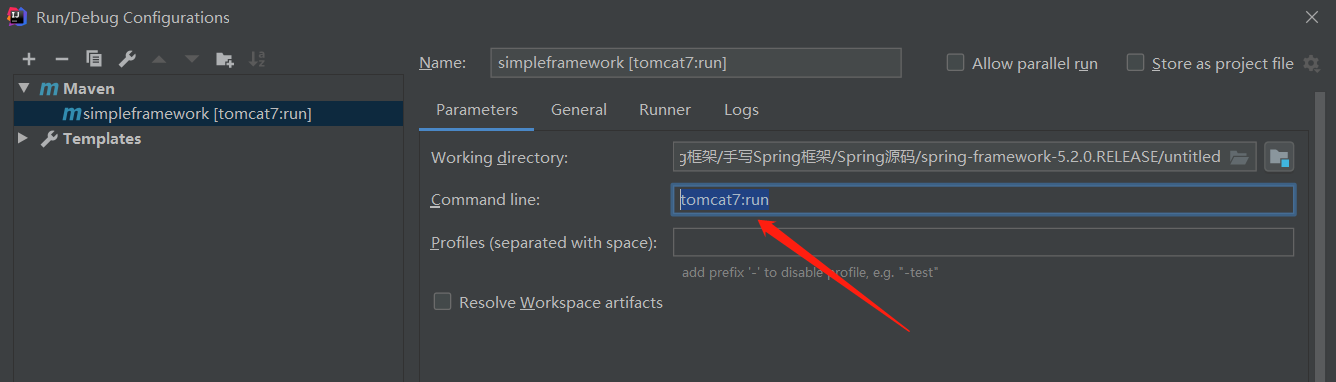 Run/Debug Configurations
Name: simpleframework [tomcat7:run] Allow parallel run Store as project file
Maven
simpleframework [tomcat7:run]
Templates
Parameters General Runner Logs
Working directory: g框架/手写Spring框架/Spring源码/spring-framework-5.2.0.RELEASE/untitled
Command line: tomcat7:run
Profiles (separated with space):
add prefix '-' to disable profile, e.g. "-test"
Resolve Workspace artifacts